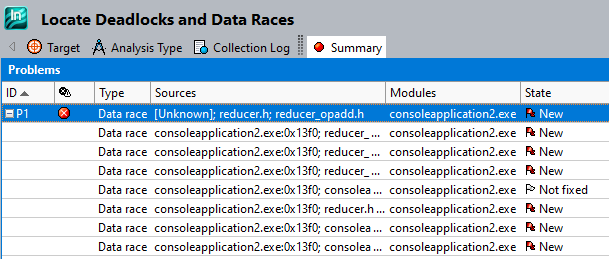 In
Locate Deadlocks and Data Races
Target Analysis Type Collection Log Summary
Problems
ID Type Sources Modules State
P1 Data race [Unknown]; reducer.h; reducer_opadd.h consoleapplication2.exe New
Data race consoleapplication2.exe:0x13f0; reducer_ ... consoleapplication2.exe New
Data race consoleapplication2.exe:0x13f0; reducer_ ... consoleapplication2.exe New
Data race consoleapplication2.exe:0x13f0; reducer_ ... consoleapplication2.exe New
Data race consoleapplication2.exe:0x13f0; consolea ... consoleapplication2.exe Not fixed
Data race consoleapplication2.exe:0x13f0; reducer.h ... consoleapplication2.exe New
Data race consoleapplication2.exe:0x13f0; consolea ... consoleapplication2.exe New
Data race consoleapplication2.exe:0x13f0; consolea ... consoleapplication2.exe New